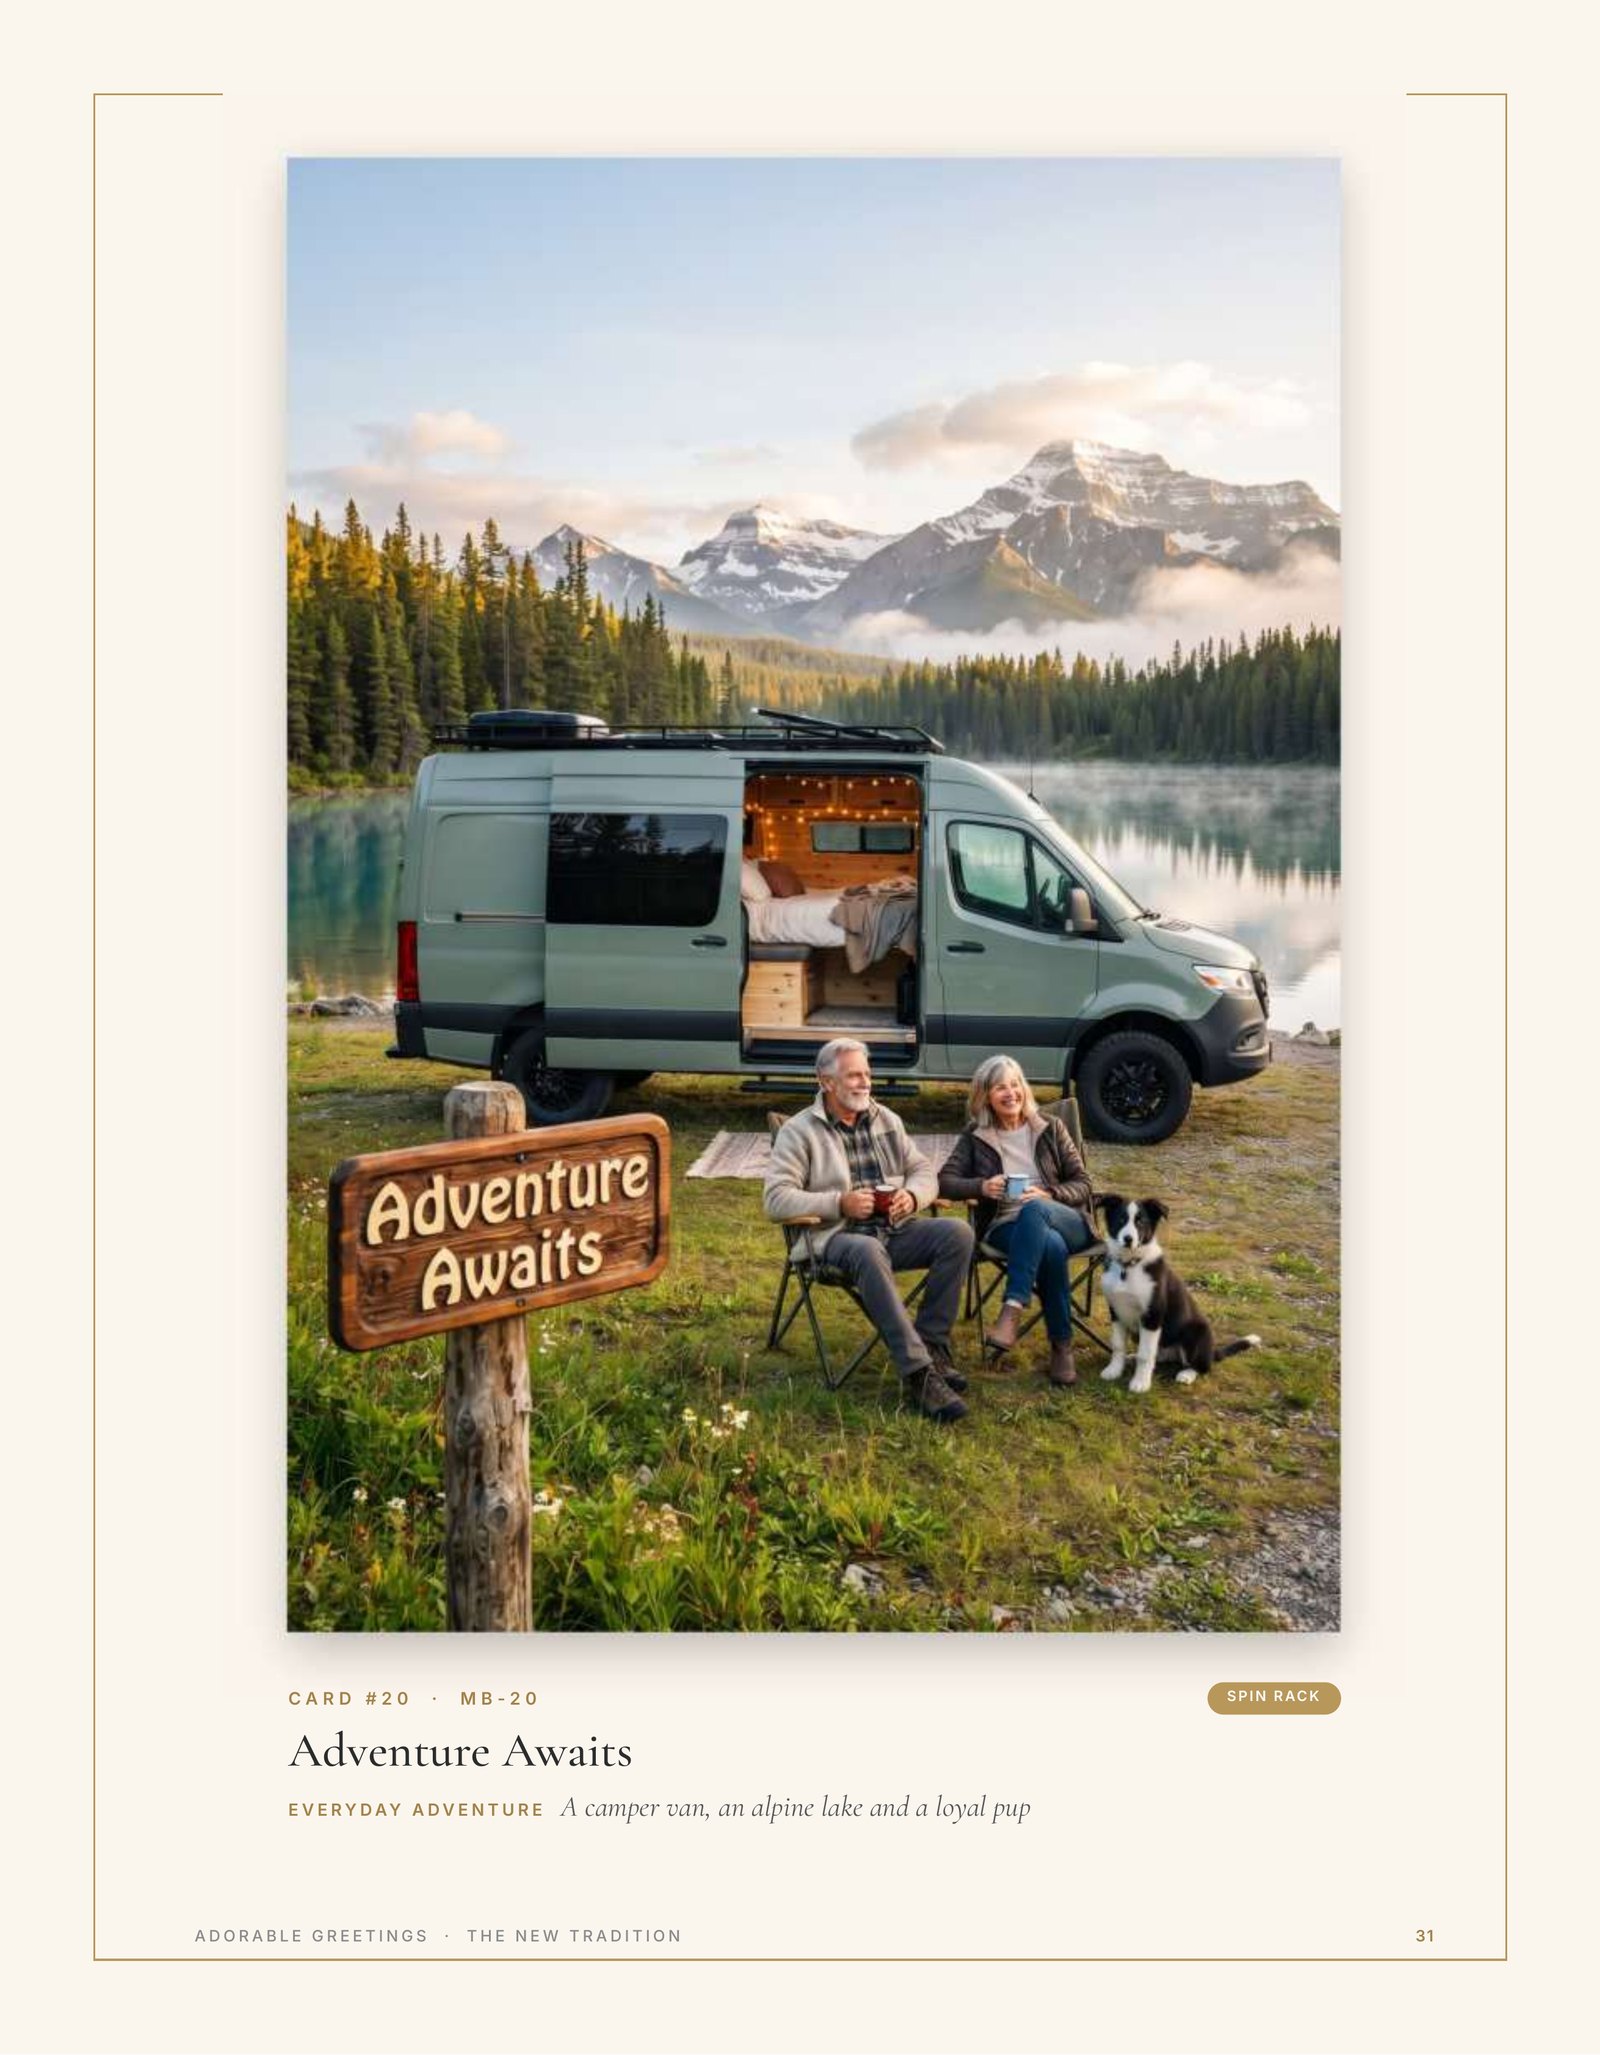 Adventure
Awaits
CARD #20 · MB-20
SPIN RACK
Adventure Awaits
EVERYDAY ADVENTURE A camper van, an alpine lake and a loyal pup
ADORABLE GREETINGS · THE NEW TRADITION
31